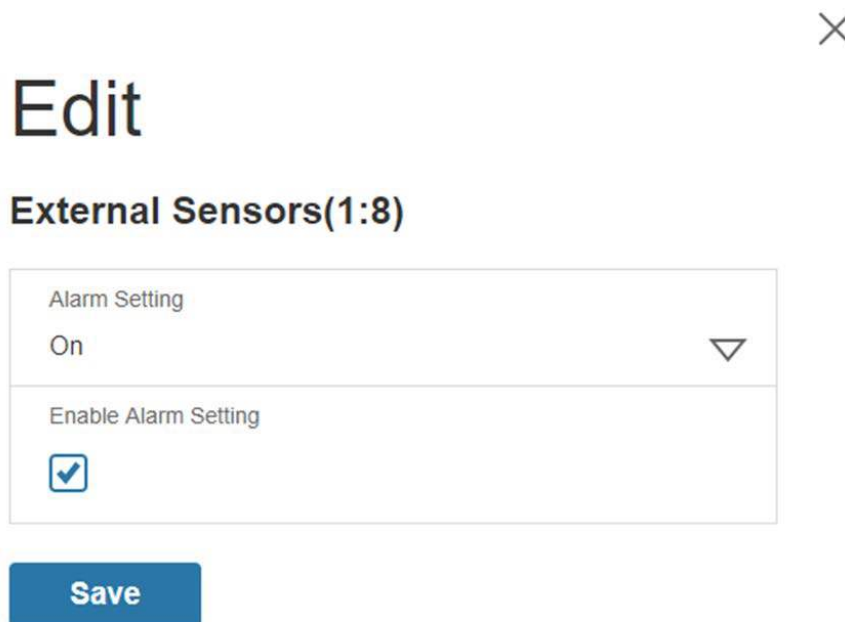 Edit
External Sensors(1:8)
Alarm Setting
On
Enable Alarm Setting
Save